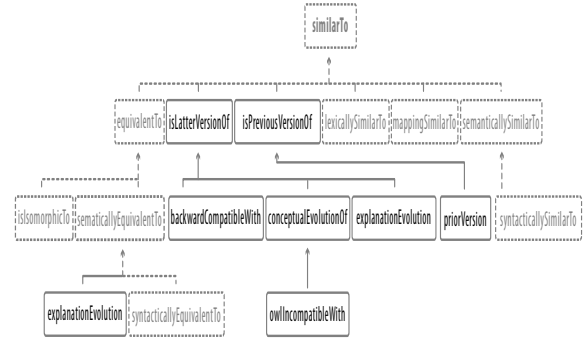 similarTo
equivalentTo isLatterVersionOf isPreviousVersionOf lexicallySimilarTo mappingSimilarTo semanticallySimilarTo
isIsomorphicTo sematicallyEquivalentTo backwardCompatibleWith conceptualEvolutionOf explanationEvolution priorVersion syntacticallySimilarTo
explanationEvolution syntacticallyEquivalentTo owlIncompatibleWith